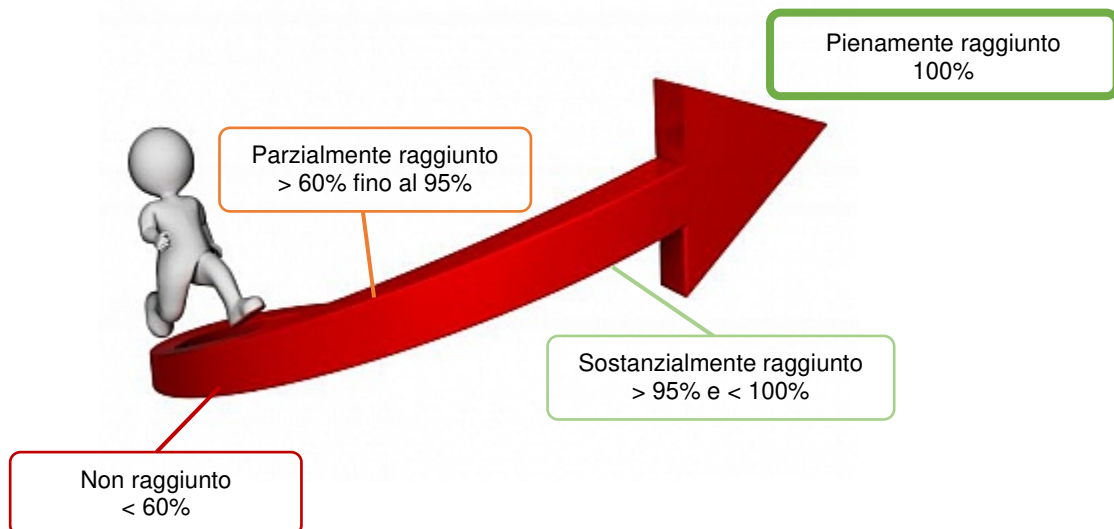 Pienamente raggiunto
100%
Parzialmente raggiunto
> 60% fino al 95%
Sostanzialmente raggiunto
> 95% e < 100%
Non raggiunto
< 60%